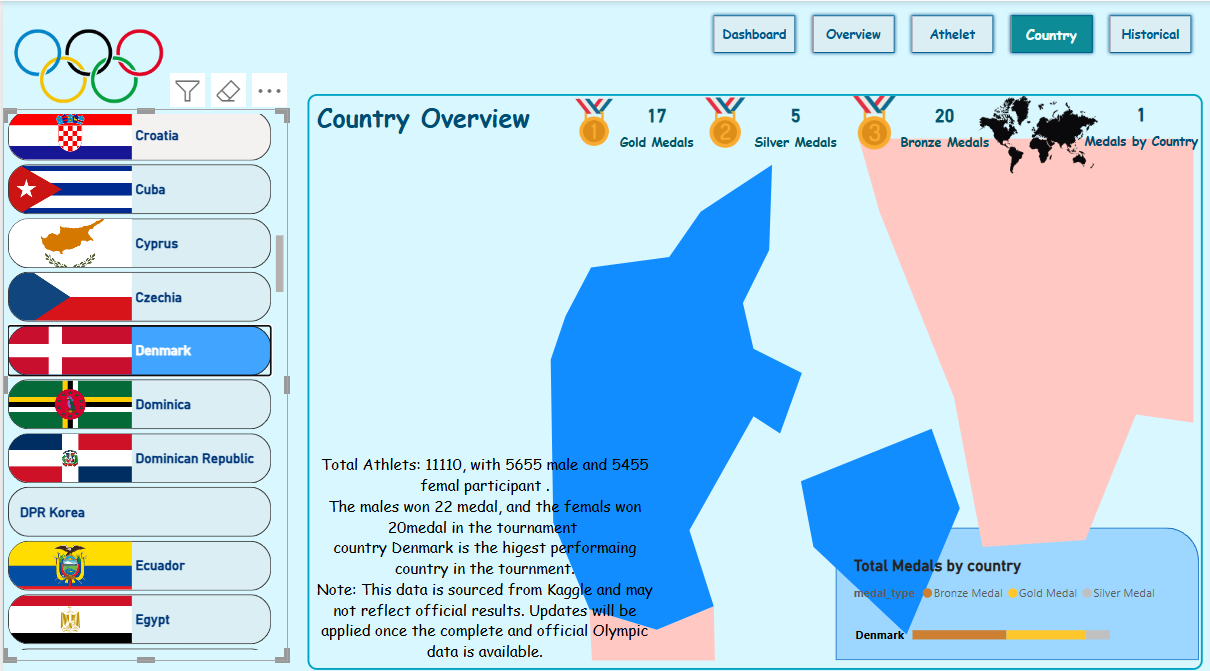 Dashboard
Overview
Athelet
Country
Historical
Country Overview
1
17
Gold Medals
2
5
Silver Medals
3
20
Bronze Medals
1
Medals by Country
Croatia
Cuba
Cyprus
Czechia
Denmark
Dominica
Dominican Republic
DPR Korea
Ecuador
Egypt
Total Athlets: 11110, with 5655 male and 5455
femal participant .
The males won 22 medal, and the femals won
20medal in the tournament
country Denmark is the higest performaing
country in the tournment.
Note: This data is sourced from Kaggle and may
not reflect official results. Updates will be
applied once the complete and official Olympic
data is available.
Total Medals by country
medal_type
Bronze Medal
Gold Medal
Silver Medal
Denmark